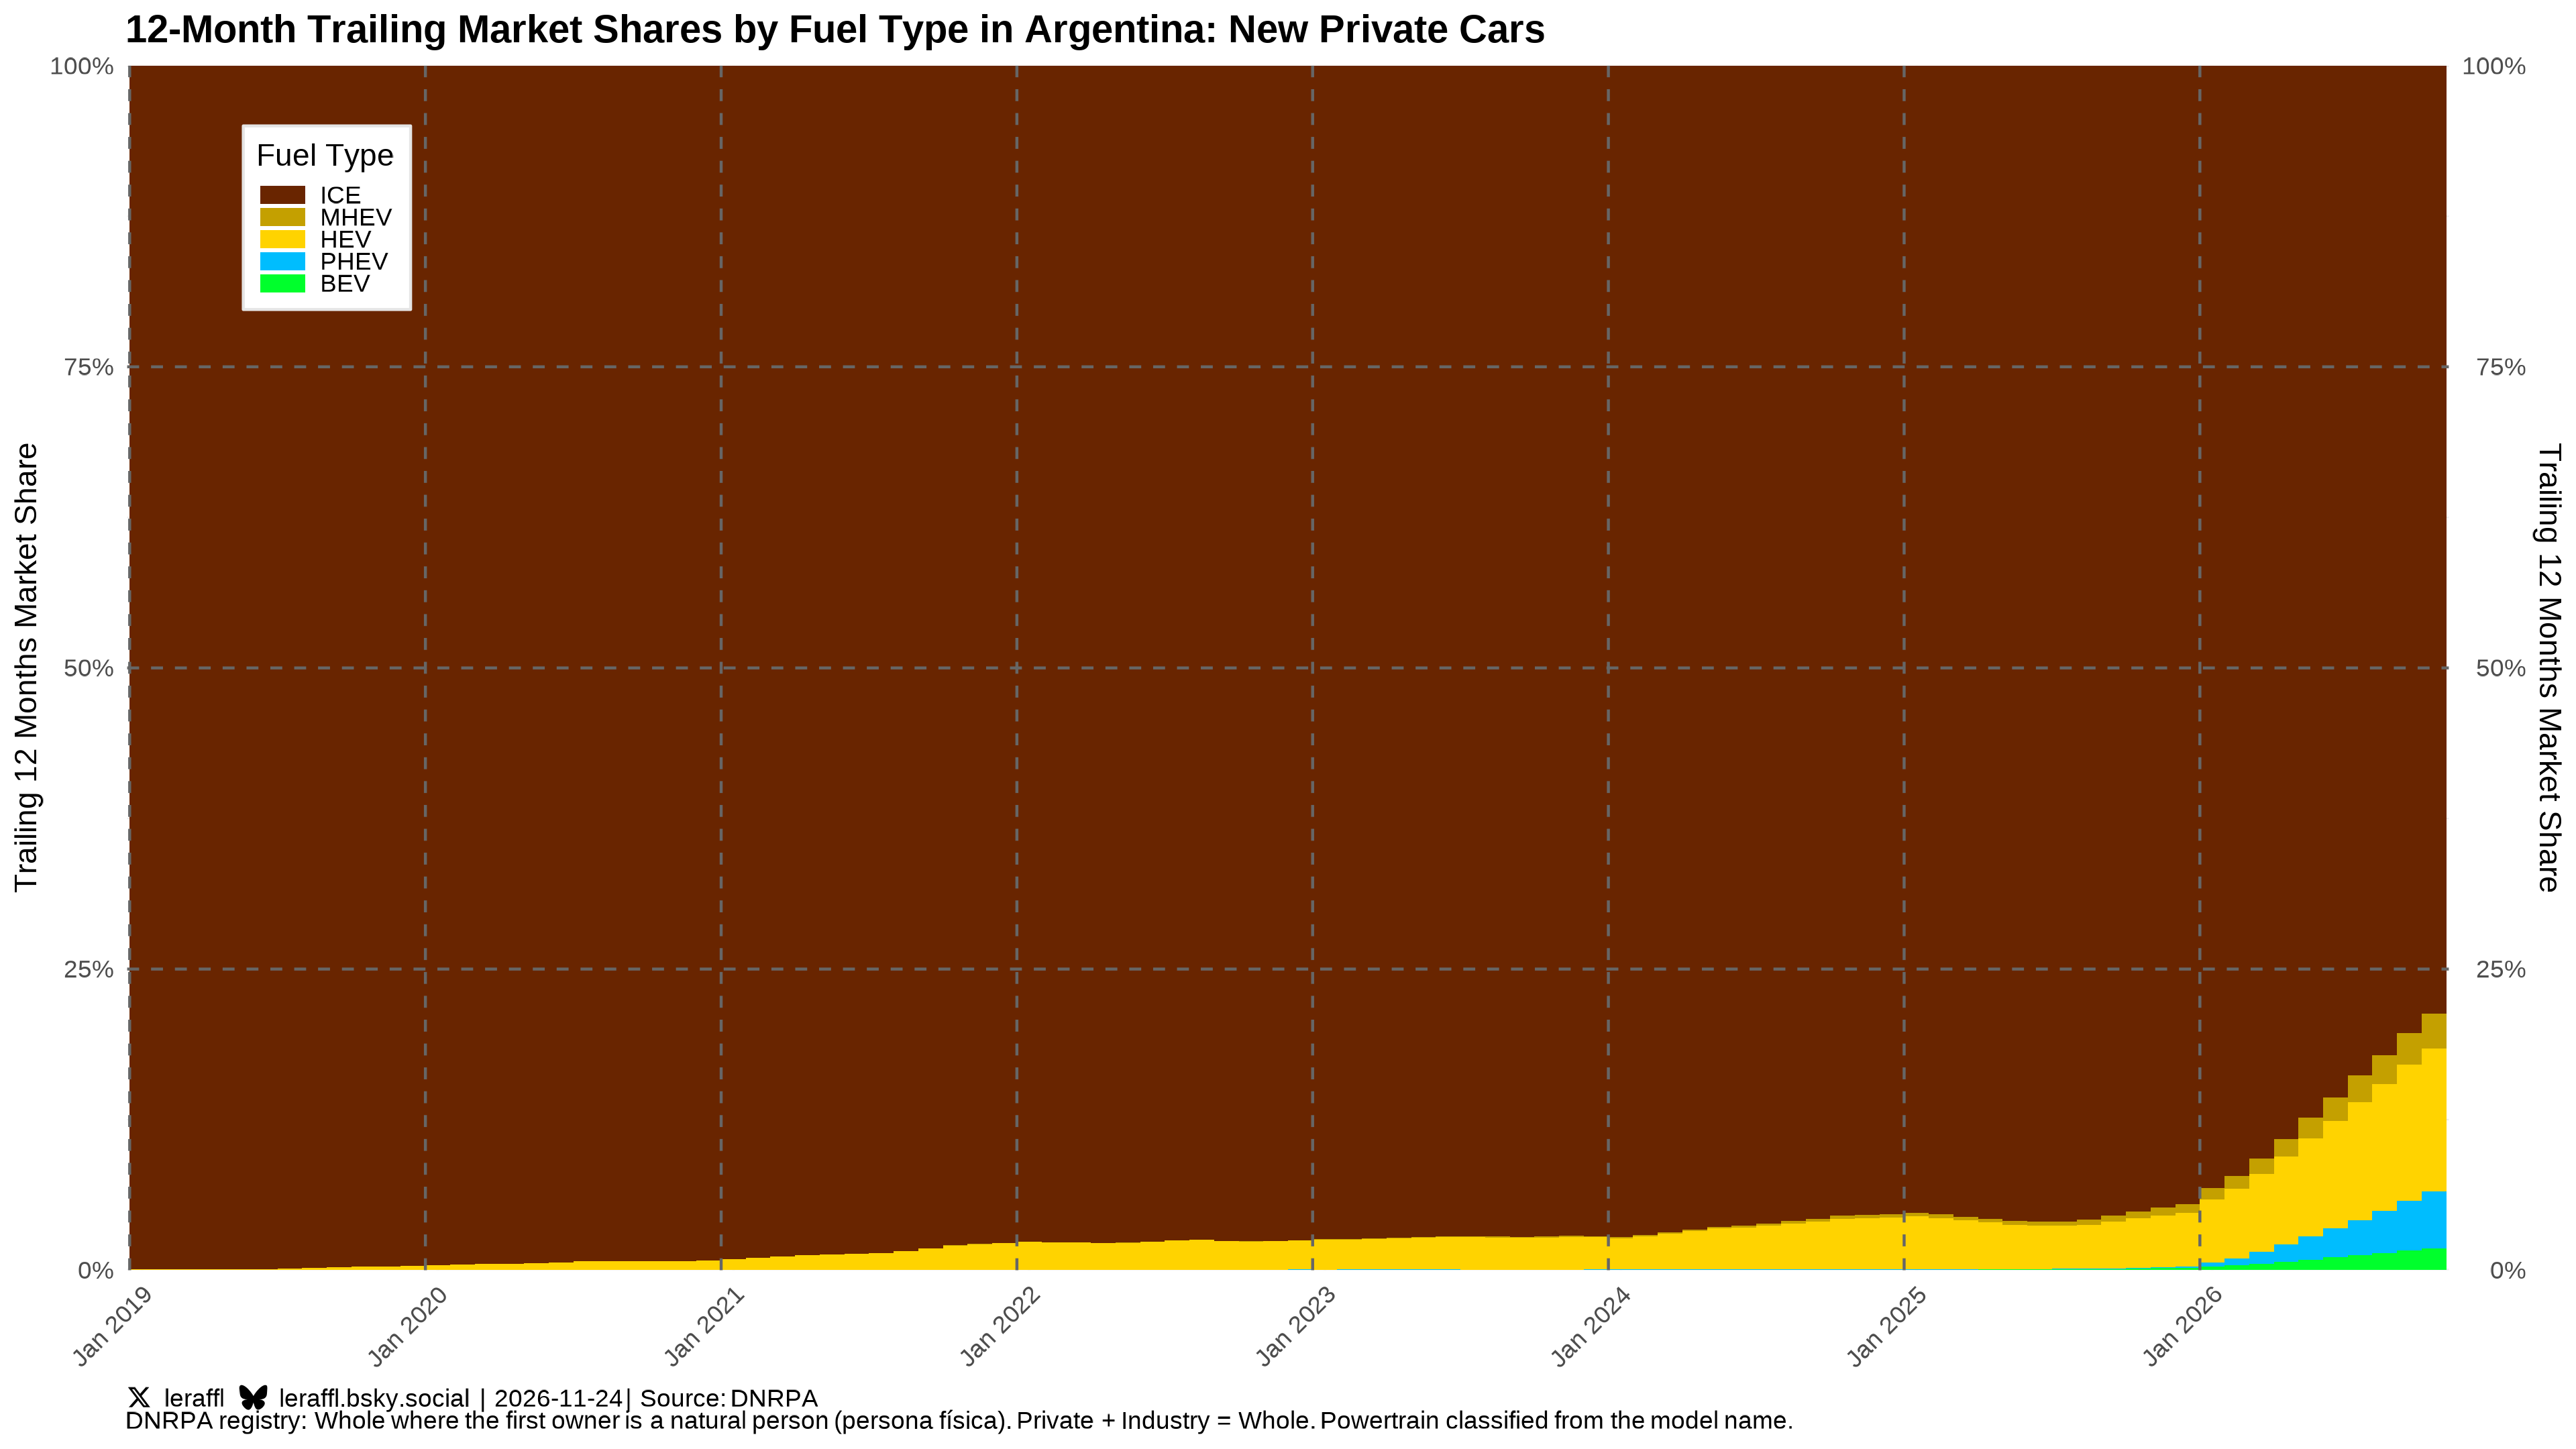 12-Month Trailing Market Shares by Fuel Type in Argentina: New Private Cars
100%
75%
50%
25%
0%
100%
75%
50%
25%
0%
Trailing 12 Months Market Share
Trailing 12 Months Market Share
Fuel Type
ICE
MHEV
HEV
PHEV
BEV
Jan 2019
Jan 2020
Jan 2021
Jan 2022
Jan 2023
Jan 2024
Jan 2025
Jan 2026
leraffl leraffl.bsky.social | 2026-11-24| Source: DNRPA
DNRPA registry: Whole where the first owner is a natural person (persona física). Private + Industry = Whole. Powertrain classified from the model name.